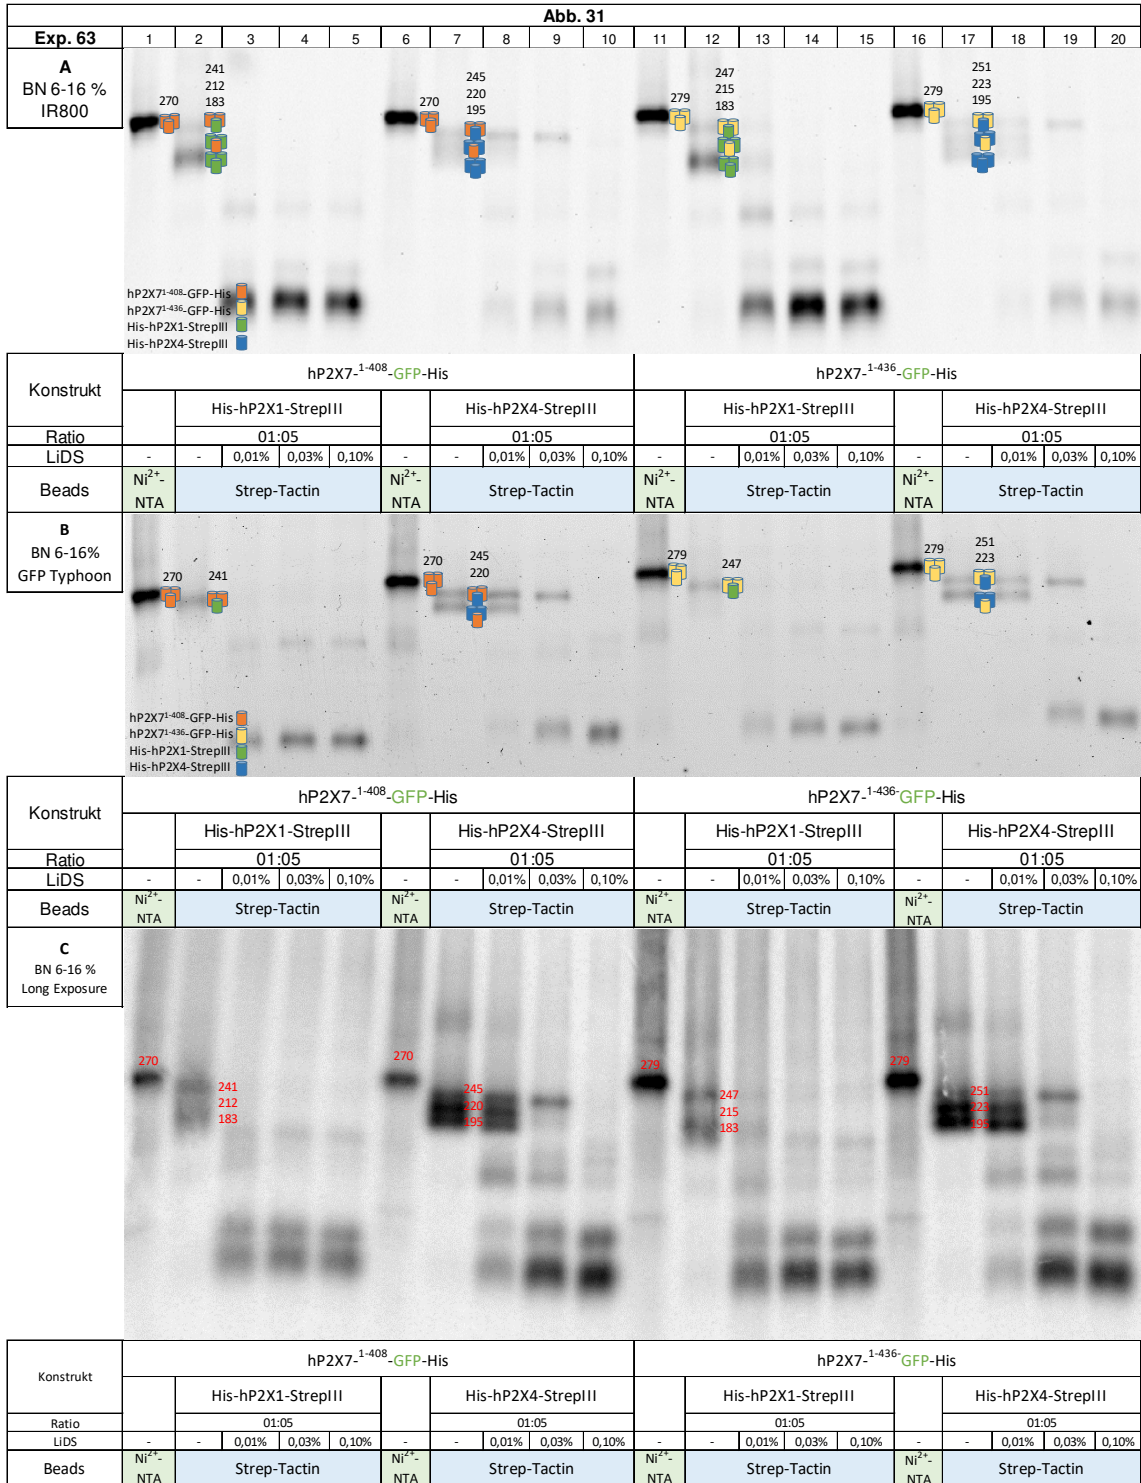 Abb. 31
Exp. 63 1 2 3 4 5 6 7 8 9 10 11 12 13 14 15 16 17 18 19 20
A
BN 6-16 %
IR800
270 241 270 245 279 247 279 251
212 220 215 223
183 195 183 195
hP2X7¹⁻⁴⁰⁸-GFP-His
hP2X7¹⁻⁴³⁶-GFP-His
His-hP2X1-StrepIII
His-hP2X4-StrepIII
Konstrukt hP2X7-¹⁻⁴⁰⁸-GFP-His hP2X7-¹⁻⁴³⁶-GFP-His
His-hP2X1-StrepIII His-hP2X4-StrepIII His-hP2X1-StrepIII His-hP2X4-StrepIII
Ratio 01:05 01:05 01:05 01:05
LiDS - - 0,01% 0,03% 0,10% - - 0,01% 0,03% 0,10% - - 0,01% 0,03% 0,10% - - 0,01% 0,03% 0,10%
Beads Ni²⁺-NTA Strep-Tactin Ni²⁺-NTA Strep-Tactin Ni²⁺-NTA Strep-Tactin Ni²⁺-NTA Strep-Tactin
B
BN 6-16%
GFP Typhoon
270 241 270 245 279 247 279 251
220 223
hP2X7¹⁻⁴⁰⁸-GFP-His
hP2X7¹⁻⁴³⁶-GFP-His
His-hP2X1-StrepIII
His-hP2X4-StrepIII
Konstrukt hP2X7-¹⁻⁴⁰⁸-GFP-His hP2X7-¹⁻⁴³⁶⁻GFP-His
His-hP2X1-StrepIII His-hP2X4-StrepIII His-hP2X1-StrepIII His-hP2X4-StrepIII
Ratio 01:05 01:05 01:05 01:05
LiDS - - 0,01% 0,03% 0,10% - - 0,01% 0,03% 0,10% - - 0,01% 0,03% 0,10% - - 0,01% 0,03% 0,10%
Beads Ni²⁺-NTA Strep-Tactin Ni²⁺-NTA Strep-Tactin Ni²⁺-NTA Strep-Tactin Ni²⁺-NTA Strep-Tactin
C
BN 6-16 %
Long Exposure
270 241 270 245 279 247 279 251
212 220 215 223
183 195 183 195
Konstrukt hP2X7-¹⁻⁴⁰⁸-GFP-His hP2X7-¹⁻⁴³⁶⁻GFP-His
His-hP2X1-StrepIII His-hP2X4-StrepIII His-hP2X1-StrepIII His-hP2X4-StrepIII
Ratio 01:05 01:05 01:05 01:05
LiDS - - 0,01% 0,03% 0,10% - - 0,01% 0,03% 0,10% - - 0,01% 0,03% 0,10% - - 0,01% 0,03% 0,10%
Beads Ni²⁺-NTA Strep-Tactin Ni²⁺-NTA Strep-Tactin Ni²⁺-NTA Strep-Tactin Ni²⁺-NTA Strep-Tactin